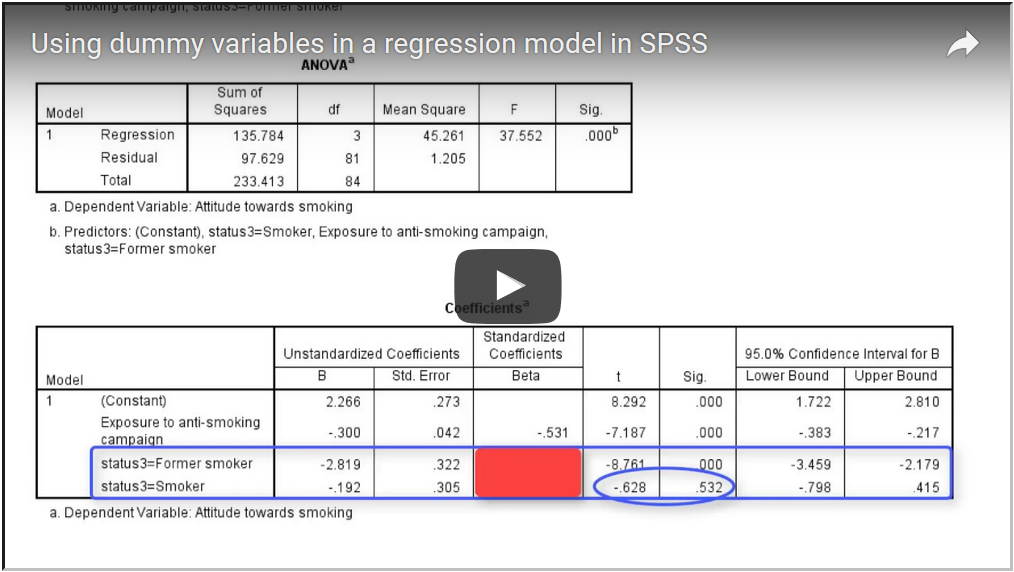 smoking campaign, status3=Former smoker
Using dummy variables in a regression model in SPSS
ANOVAa
Model Sum of Squares df Mean Square F Sig.
1 Regression 135.784 3 45.261 37.552 .000b
Residual 97.629 81 1.205
Total 233.413 84
a. Dependent Variable: Attitude towards smoking
b. Predictors: (Constant), status3=Smoker, Exposure to anti-smoking campaign,
status3=Former smoker
Coefficientsa
Unstandardized Coefficients Standardized Coefficients 95.0% Confidence Interval for B
Model B Std. Error Beta t Sig. Lower Bound Upper Bound
1 (Constant) 2.266 .273 8.292 .000 1.722 2.810
Exposure to anti-smoking campaign -.300 .042 -.531 -7.187 .000 -.383 -.217
status3=Former smoker -2.819 .322 -8.761 .000 -3.459 -2.179
status3=Smoker -.192 .305 -.628 .532 -.798 .415
a. Dependent Variable: Attitude towards smoking